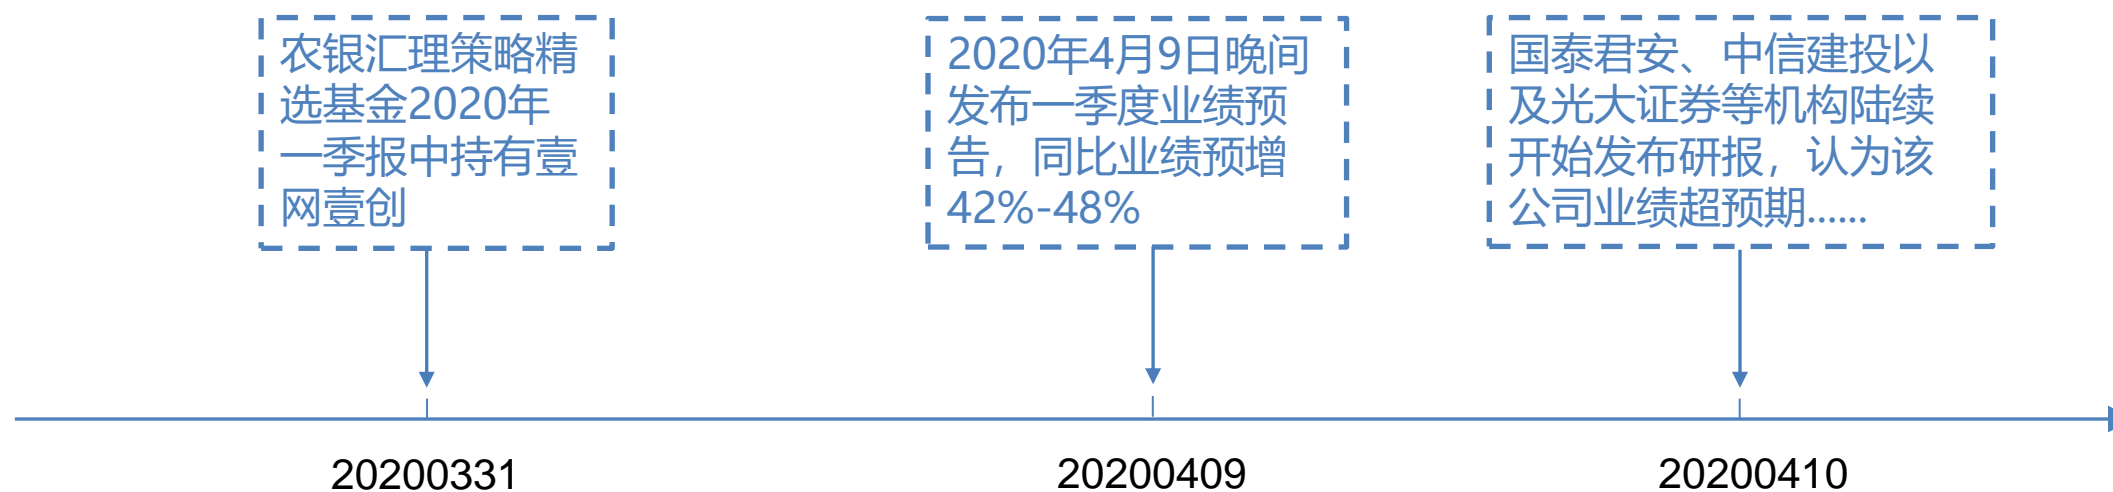 农银汇理策略精
选基金2020年
一季报中持有壹
网壹创
2020年4月9日晚间
发布一季度业绩预
告，同比业绩预增
42%-48%
国泰君安、中信建投以
及光大证券等机构陆续
开始发布研报，认为该
公司业绩超预期......
20200331
20200409
20200410